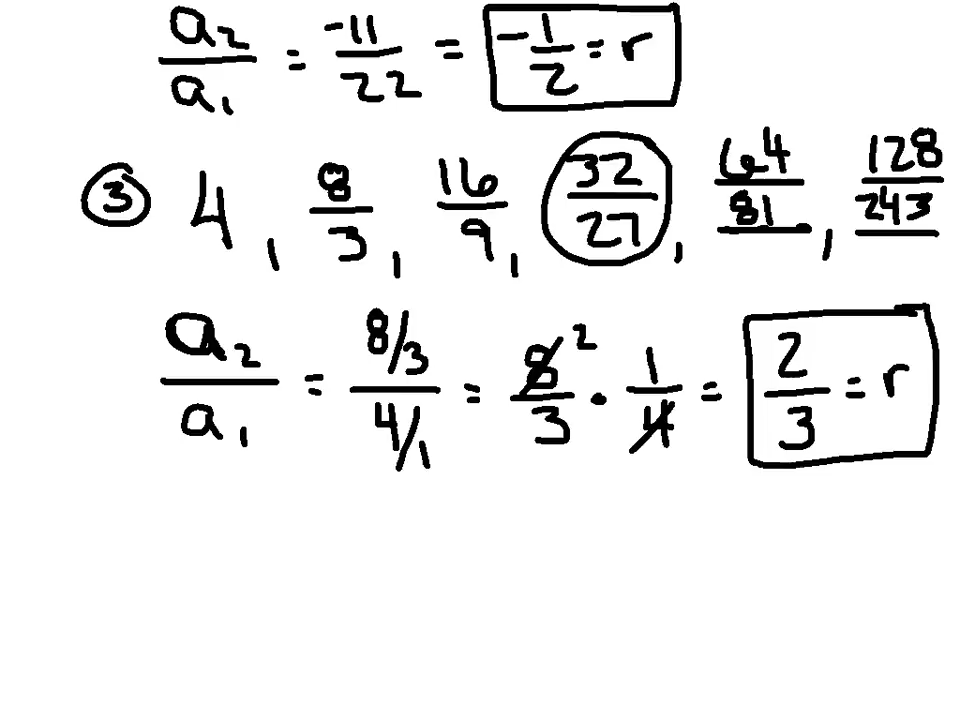 a₂/a₁ = -11/22 = -1/2 = r
③ 4, 8/3, 16/9, 32/27, 64/81, 128/243
a₂/a₁ = (8/3)/(4/1) = 8/3 ² · 1/4 = 2/3 = r